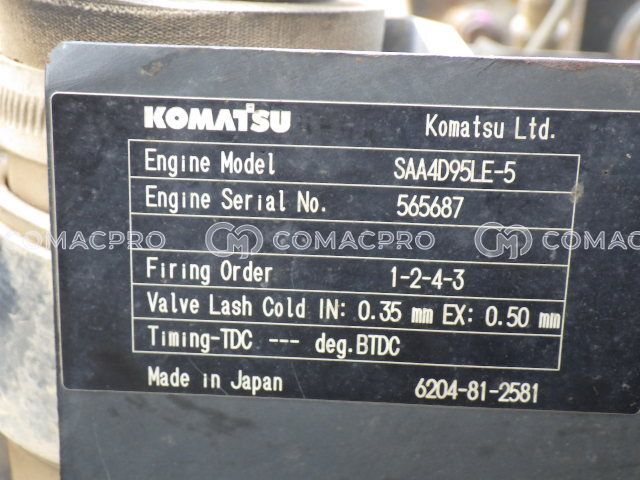 KOMATSU Komatsu Ltd.
Engine Model SAA4D95LE-5
Engine Serial No. 565687
COMACPRO COMACPRO COMACPRO
Firing Order 1-2-4-3
Valve Lash Cold IN: 0.35 mm EX: 0.50 mm
Timing-TDC --- deg.BTDC
Made in Japan 6204-81-2581